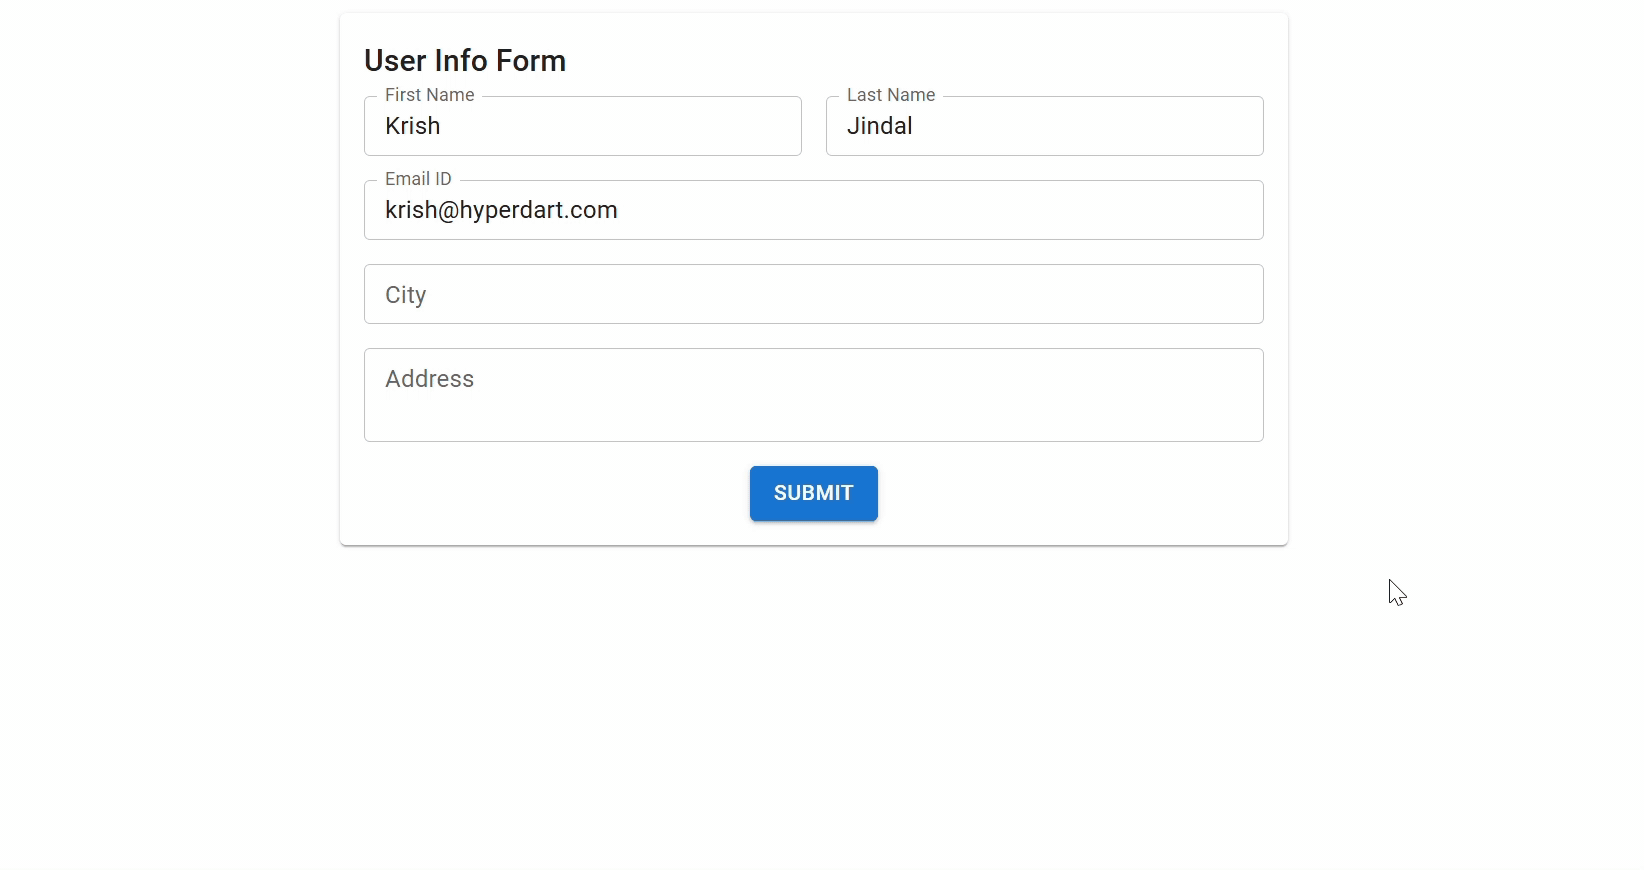 User Info Form
First Name
Last Name
Krish
Jindal
Email ID
krish@hyperdart.com
City
Address
SUBMIT